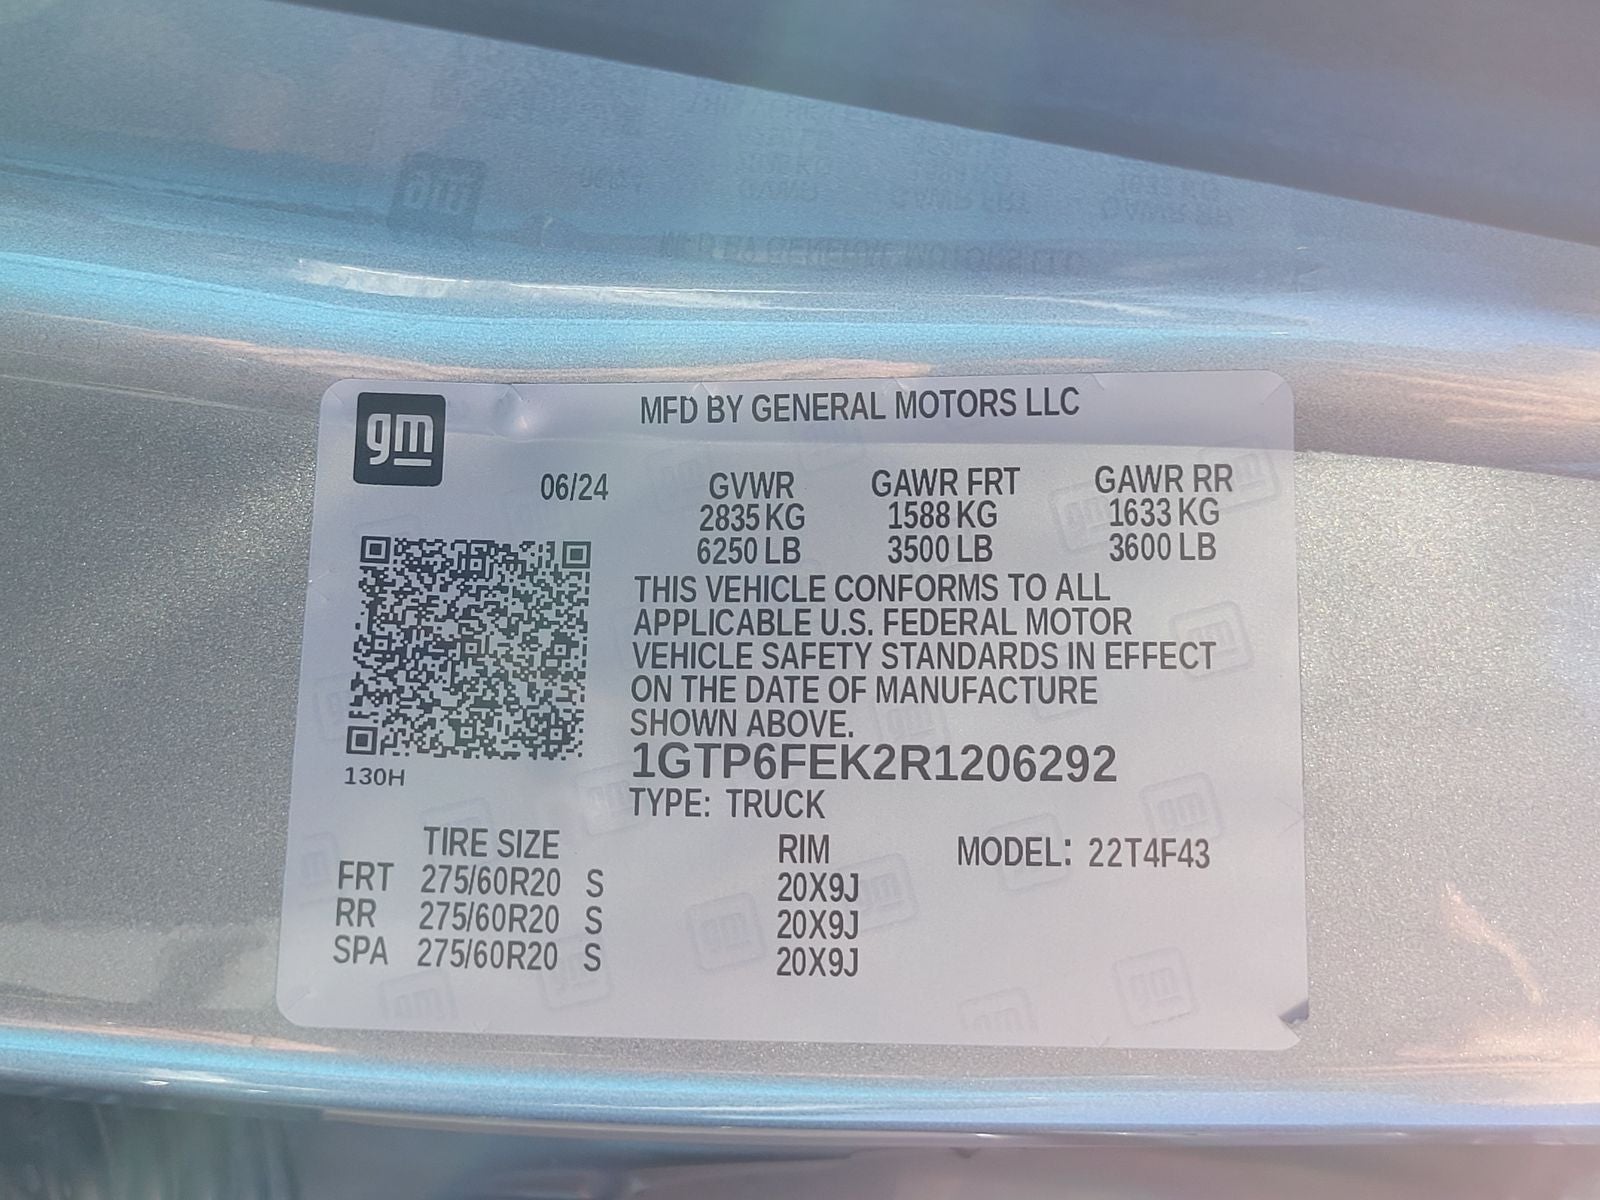 gm
MFD BY GENERAL MOTORS LLC
06/24 GVWR GAWR FRT GAWR RR
2835 KG 1588 KG 1633 KG
6250 LB 3500 LB 3600 LB
THIS VEHICLE CONFORMS TO ALL
APPLICABLE U.S. FEDERAL MOTOR
VEHICLE SAFETY STANDARDS IN EFFECT
ON THE DATE OF MANUFACTURE
SHOWN ABOVE.
1GTP6FEK2R1206292
130H
TYPE: TRUCK
TIRE SIZE RIM MODEL: 22T4F43
FRT 275/60R20 S 20X9J
RR 275/60R20 S 20X9J
SPA 275/60R20 S 20X9J